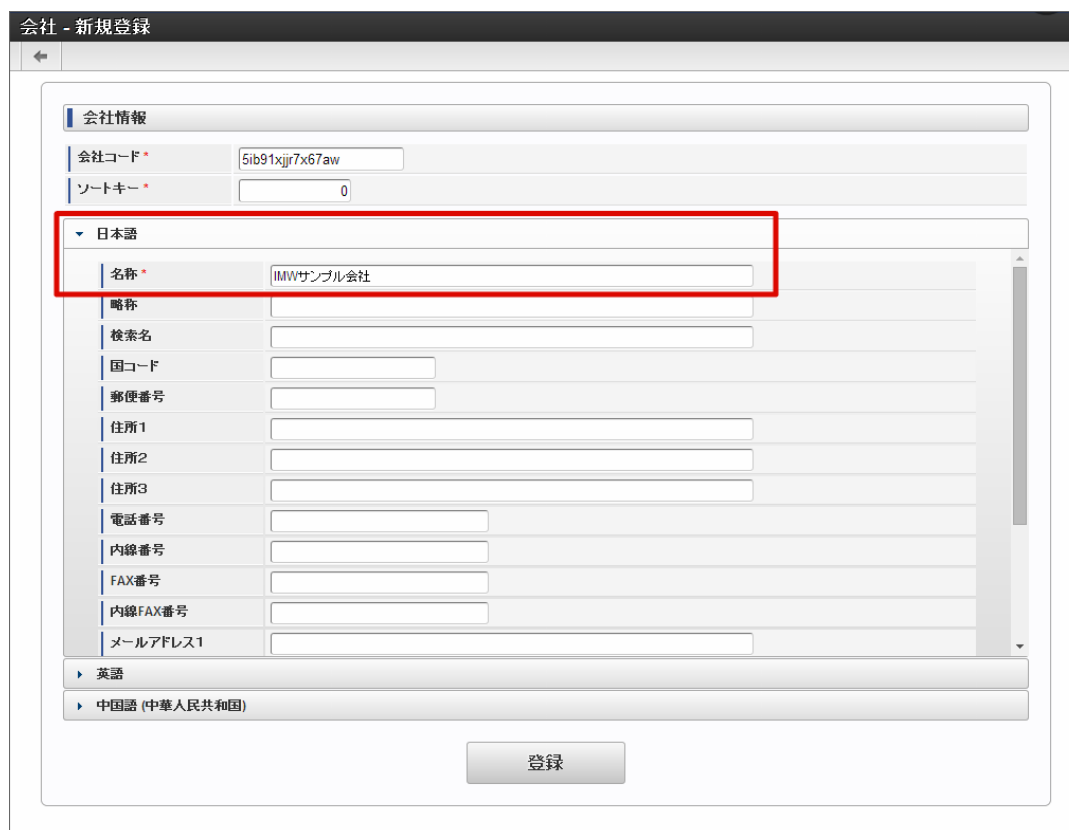 会社 - 新規登録
会社情報
会社コード *
5ib91xjjr7x67aw
ソートキー *
0
日本語
名称 *
IMWサンプル会社
略称
検索名
国コード
郵便番号
住所1
住所2
住所3
電話番号
内線番号
FAX番号
内線FAX番号
メールアドレス1
英語
中国語 (中華人民共和国)
登録